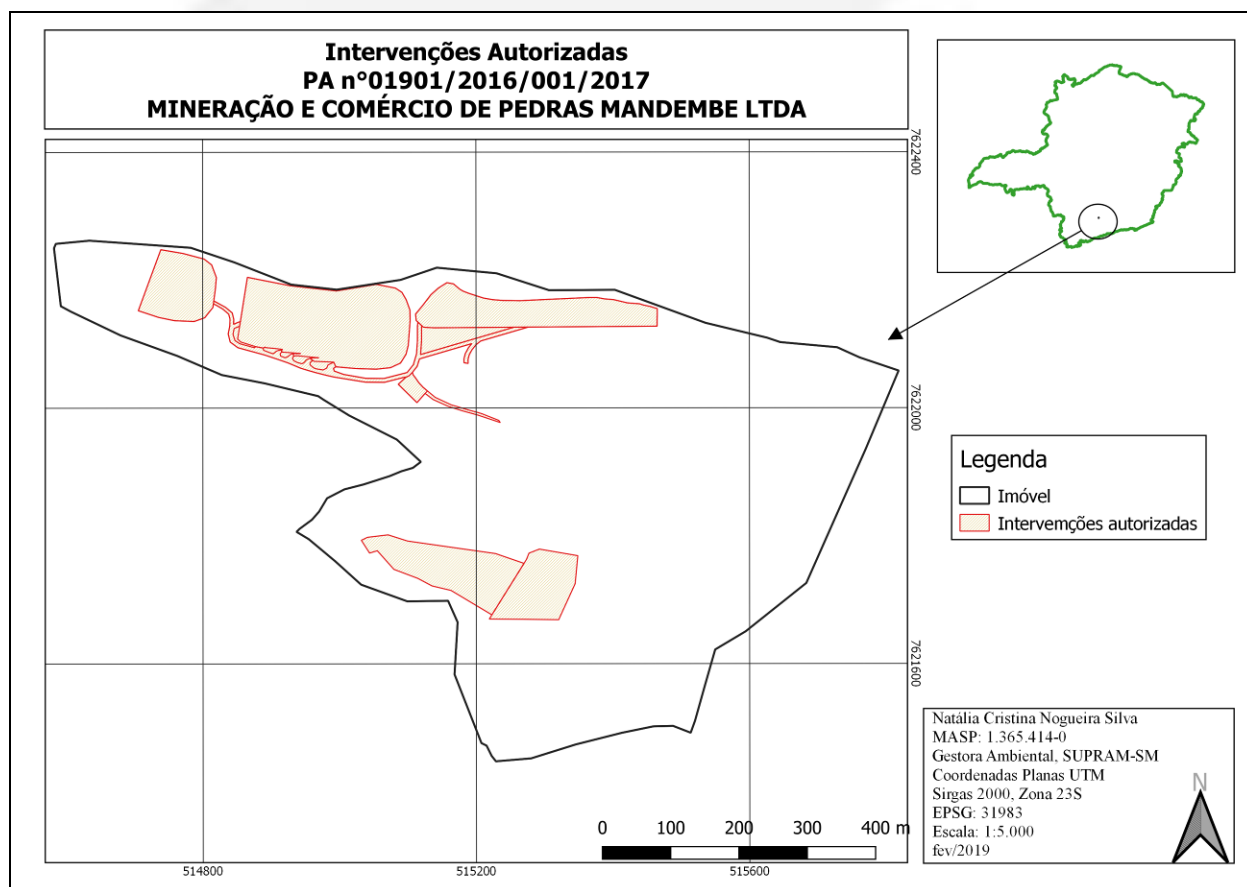 Intervenções Autorizadas
PA n°01901/2016/001/2017
MINERAÇÃO E COMÉRCIO DE PEDRAS MANDEMBE LTDA
7622400
7622000
7621600
Legenda
Imóvel
Intervemções autorizadas
Natália Cristina Nogueira Silva
MASP: 1.365.414-0
Gestora Ambiental, SUPRAM-SM
Coordenadas Planas UTM
Sirgas 2000, Zona 23S
EPSG: 31983
Escala: 1:5.000
fev/2019
N
0 100 200 300 400 m
514800 515200 515600